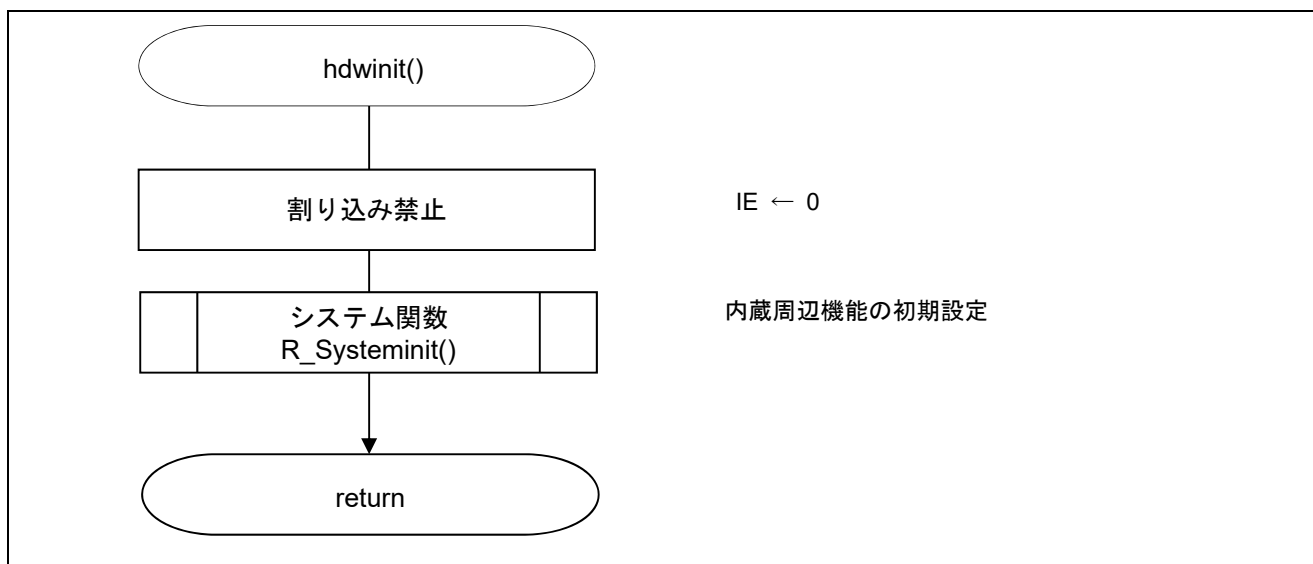 hdwinit()
割り込み禁止
IE ← 0
システム関数
R_Systeminit()
内蔵周辺機能の初期設定
return